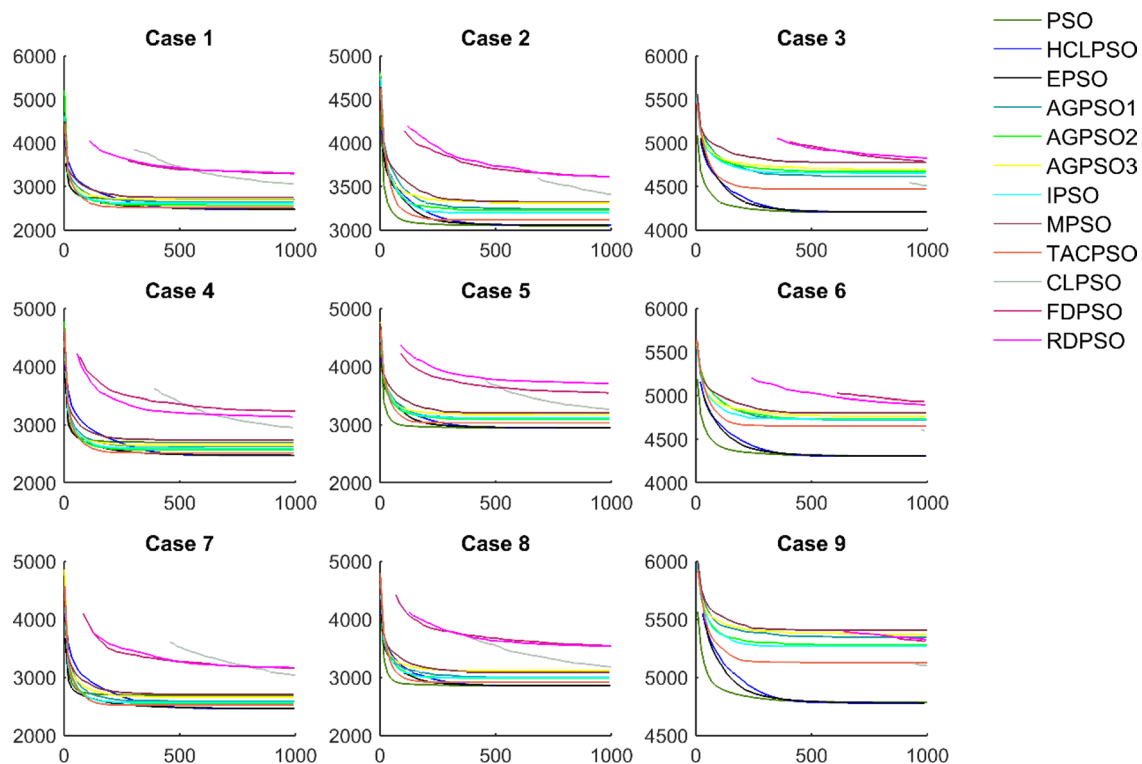 Case 1
6000
5000
4000
3000
2000
0 500 1000
Case 2
5000
4500
4000
3500
3000
0 500 1000
Case 3
5500
5000
4500
4000
0 500 1000
Case 4
5000
4000
3000
2000
0 500 1000
Case 5
5000
4000
3000
2000
0 500 1000
Case 6
6000
5500
5000
4500
4000
0 500 1000
Case 7
5000
4000
3000
2000
0 500 1000
Case 8
5000
4000
3000
2000
0 500 1000
Case 9
6000
5500
5000
4500
0 500 1000
PSO
HCLPSO
EPSO
AGPSO1
AGPSO2
AGPSO3
IPSO
MPSO
TACPSO
CLPSO
FDPSO
RDPSO